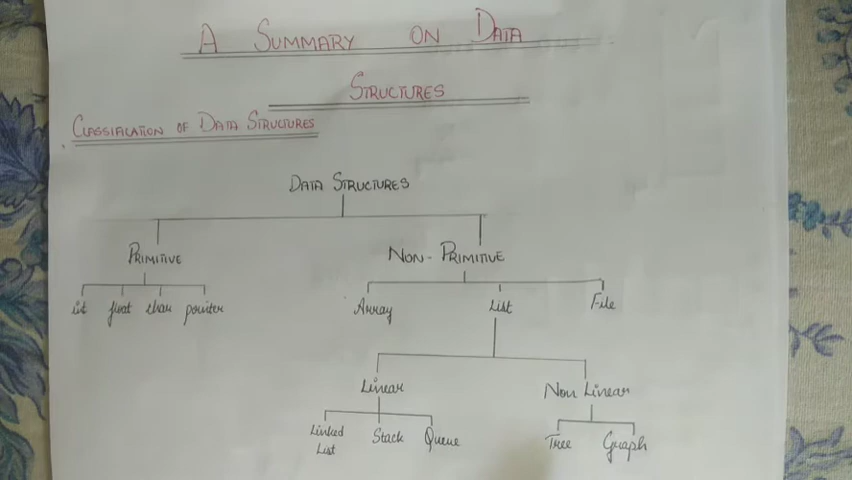 A SUMMARY ON DATA
STRUCTURES
CLASSIFICATION OF DATA STRUCTURES
DATA STRUCTURES
PRIMITIVE NON-PRIMITIVE
int float char pointer Array List File
Linear Non Linear
Linked List Stack Queue Tree Graph